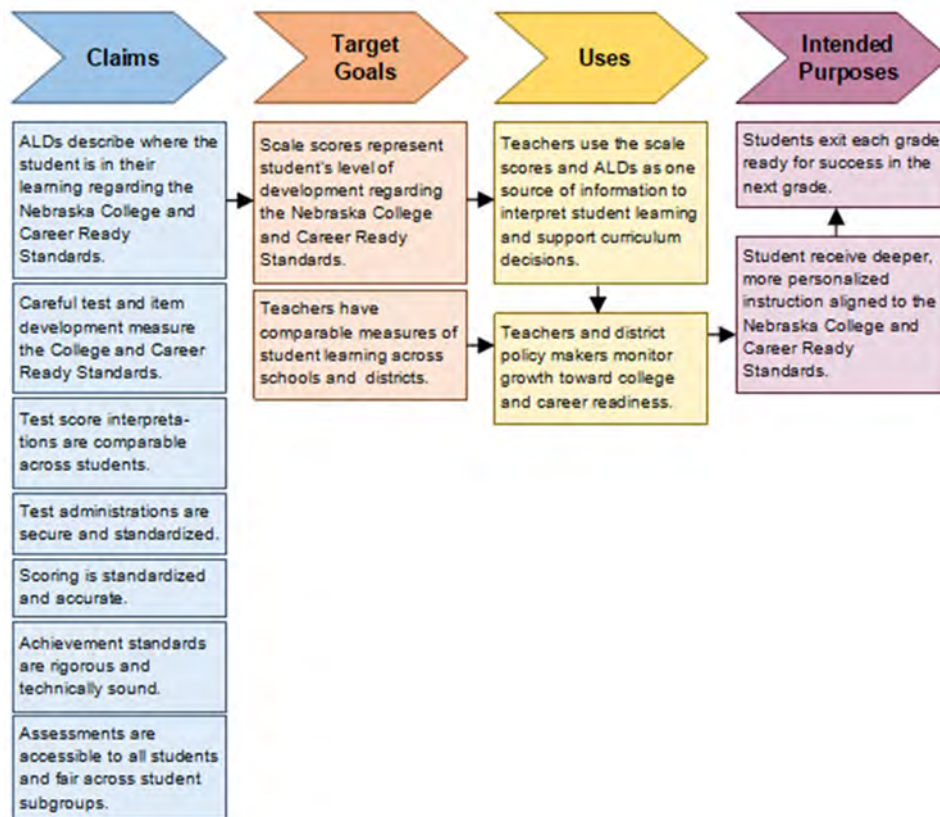 Claims
Target
Goals
Uses
Intended
Purposes
ALDs describe where the
student is in their
learning regarding the
Nebraska College and
Career Ready
Standards.
Careful test and item
development measure
the College and Career
Ready Standards.
Test score interpreta-
tions are comparable
across students.
Test administrations are
secure and standardized.
Scoring is standardized
and accurate.
Achievement standards
are rigorous and
technically sound.
Assessments are
accessible to all students
and fair across student
subgroups.
Scale scores represent
student's level of
development regarding
the Nebraska College
and Career Ready
Standards.
Teachers have
comparable measures of
student learning across
schools and districts.
Teachers use the scale
scores and ALDs as one
source of information to
interpret student learning
and support curriculum
decisions.
Teachers and district
policy makers monitor
growth toward college
and career readiness.
Students exit each grade
ready for success in the
next grade.
Student receive deeper,
more personalized
instruction aligned to the
Nebraska College and
Career Ready
Standards.